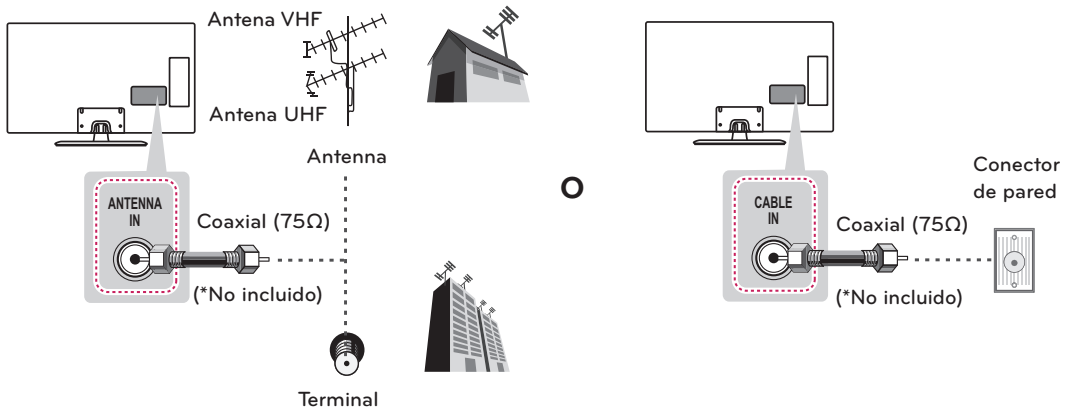 Antena VHF
Antena UHF
Antenna
ANTENNA
IN
Coaxial (75Ω)
(*No incluido)
Terminal
O
Conector
de pared
CABLE
IN
Coaxial (75Ω)
(*No incluido)